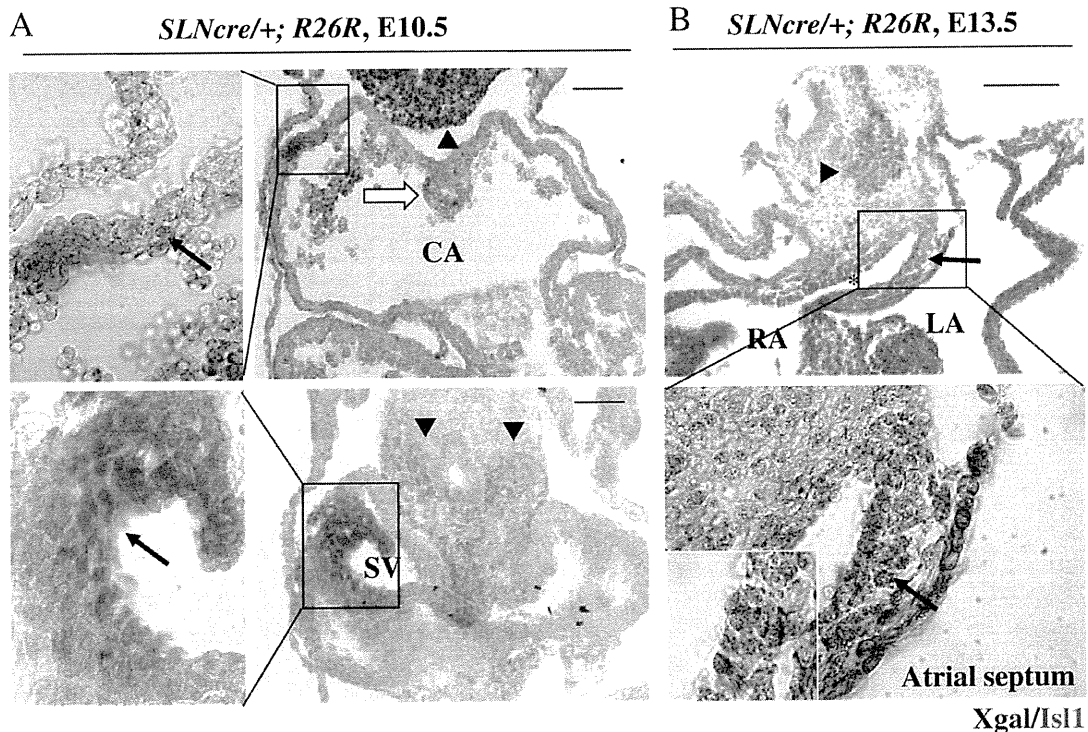 A
SLNcre/+; R26R, E10.5
CA
SV
B
SLNcre/+; R26R, E13.5
*
RA
LA
Atrial septum
Xgal/Isl1